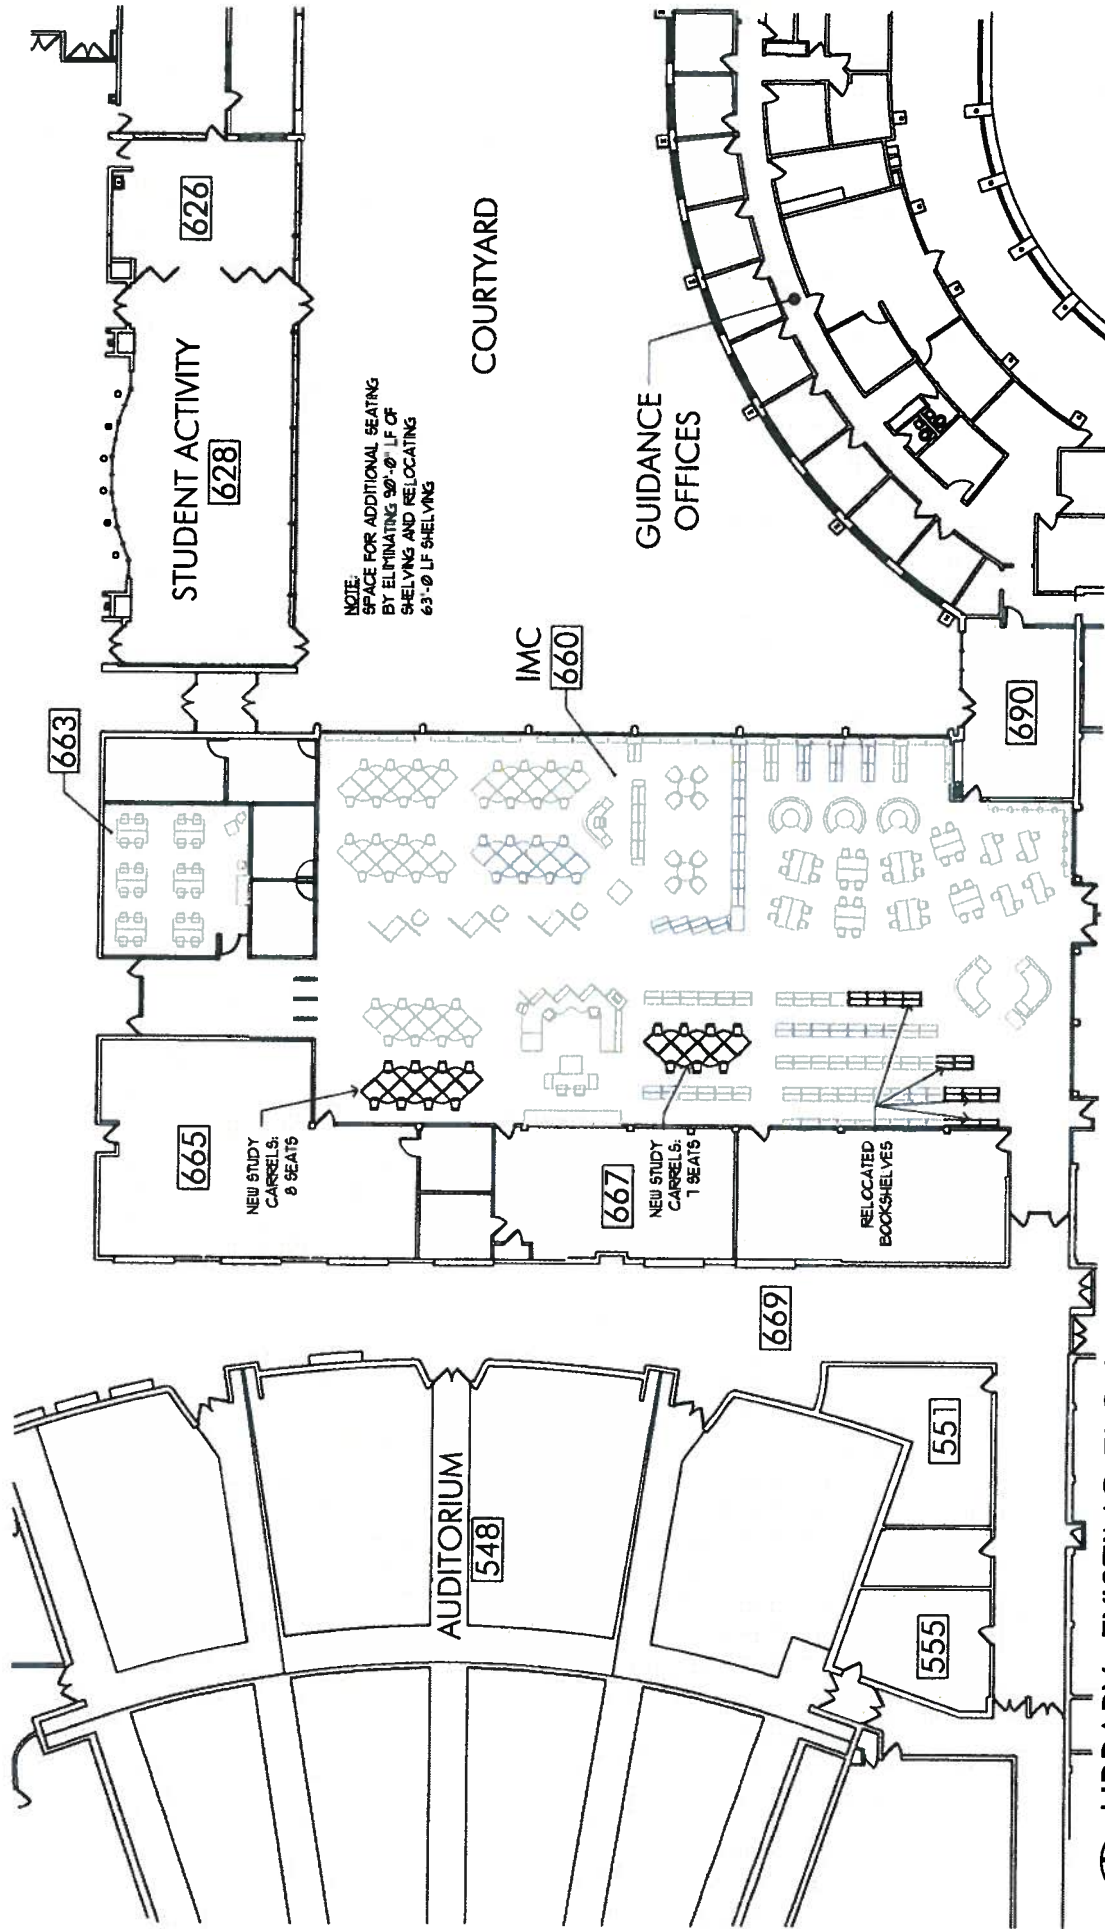 626
STUDENT ACTIVITY
628
COURTYARD
NOTE:
SPACE FOR ADDITIONAL SEATING
BY ELIMINATING 90'-0" LF OF
SHELVING AND RELOCATING
63'-0 LF SHELVING
GUIDANCE
OFFICES
663
IMC
660
690
665
NEW STUDY
CARRELS:
8 SEATS
667
NEW STUDY
CARRELS:
7 SEATS
RELOCATED
BOOKSHELVES
669
AUDITORIUM
548
551
555